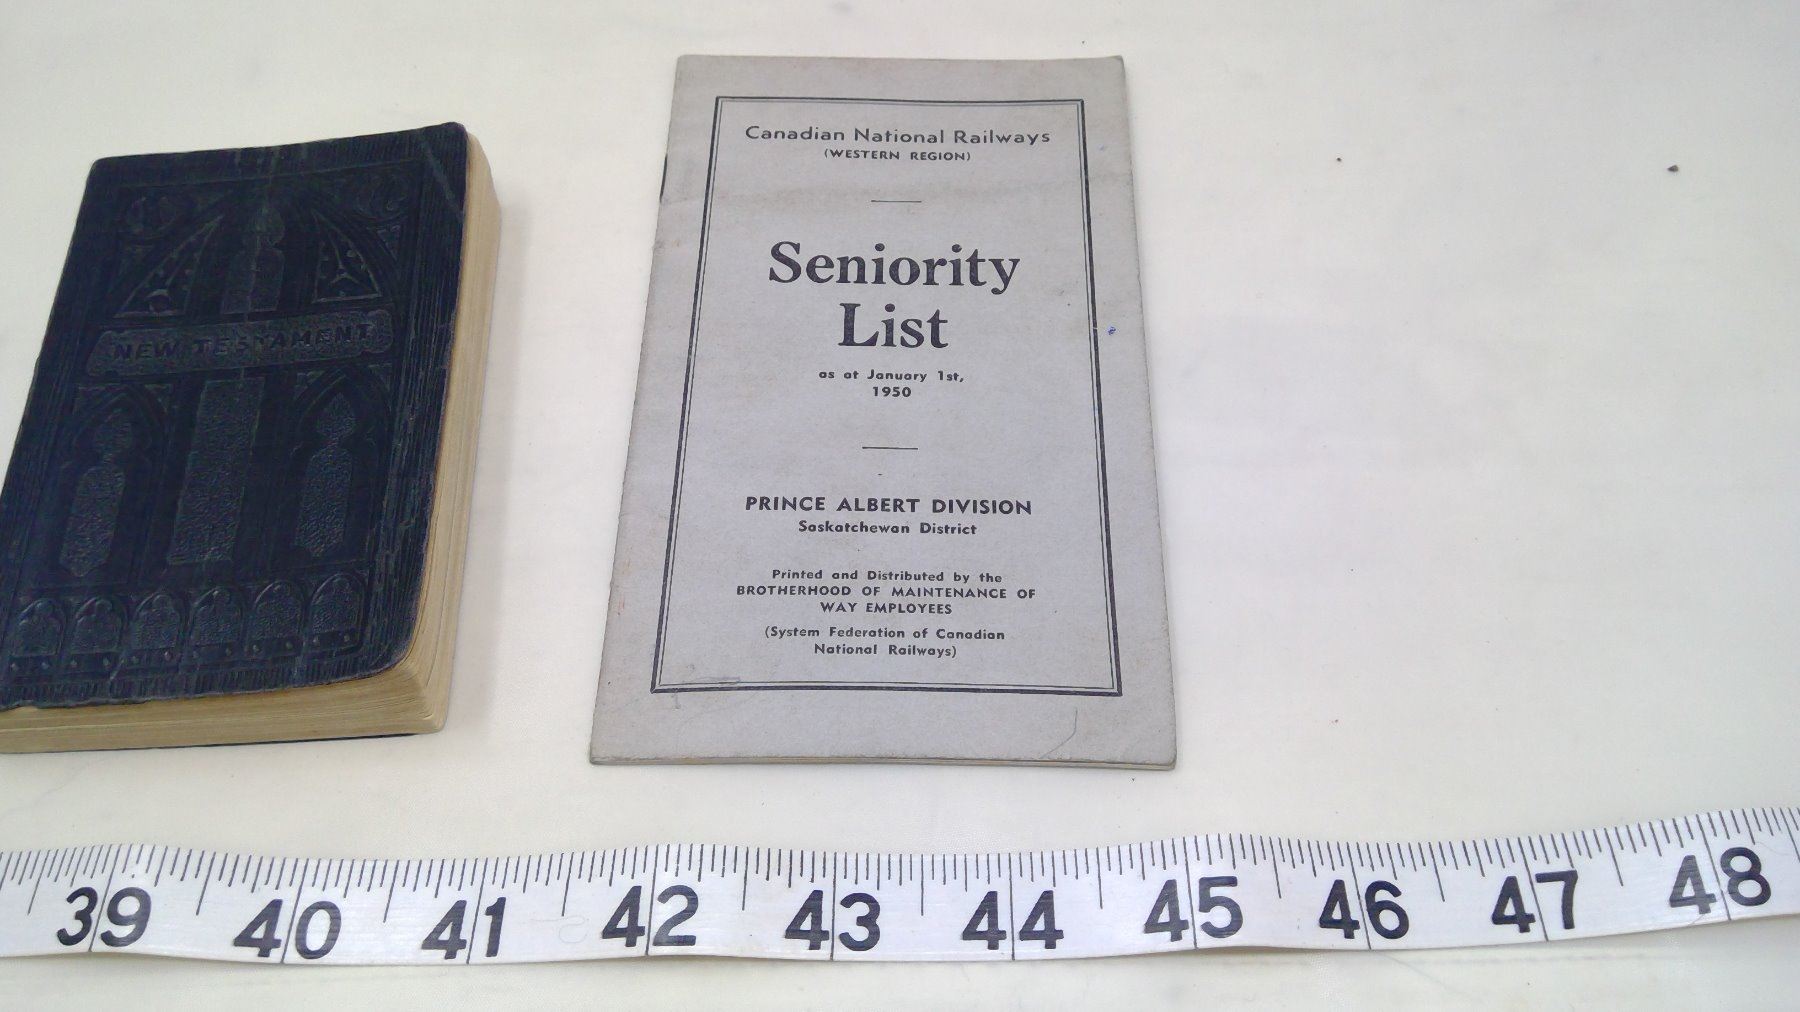 NEW TESTAMENT
Canadian National Railways
(WESTERN REGION)
Seniority
List
as at January 1st,
1950
PRINCE ALBERT DIVISION
Saskatchewan District
Printed and Distributed by the
BROTHERHOOD OF MAINTENANCE OF
WAY EMPLOYEES
(System Federation of Canadian
National Railways)
39 40 41 42 43 44 45 46 47 48